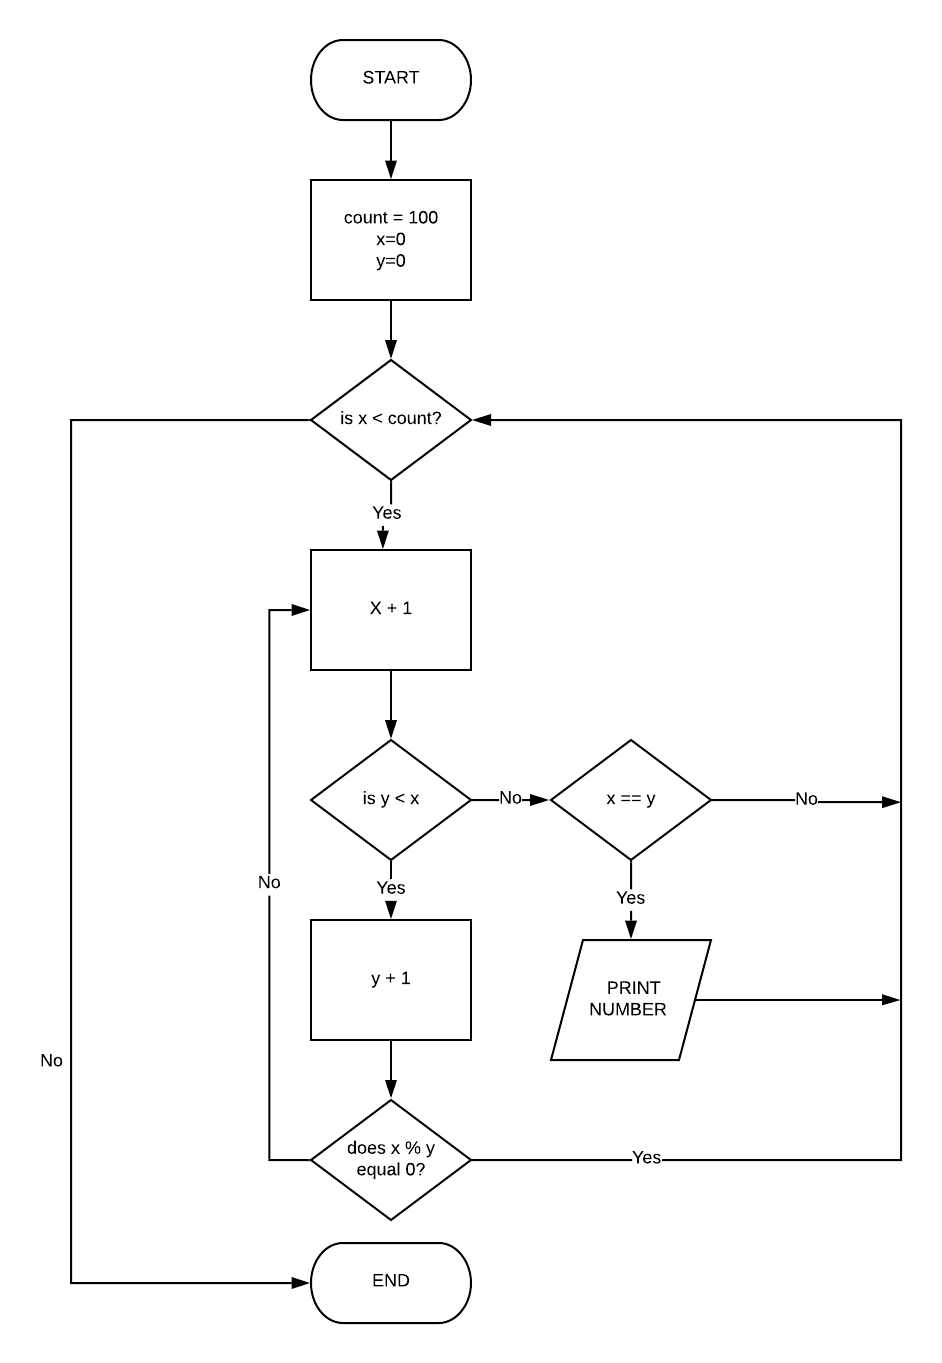 START
count = 100
x=0
y=0
is x < count?
Yes
X + 1
is y < x
No
x == y
No
No
Yes
Yes
y + 1
PRINT
NUMBER
No
does x % y
equal 0?
Yes
END